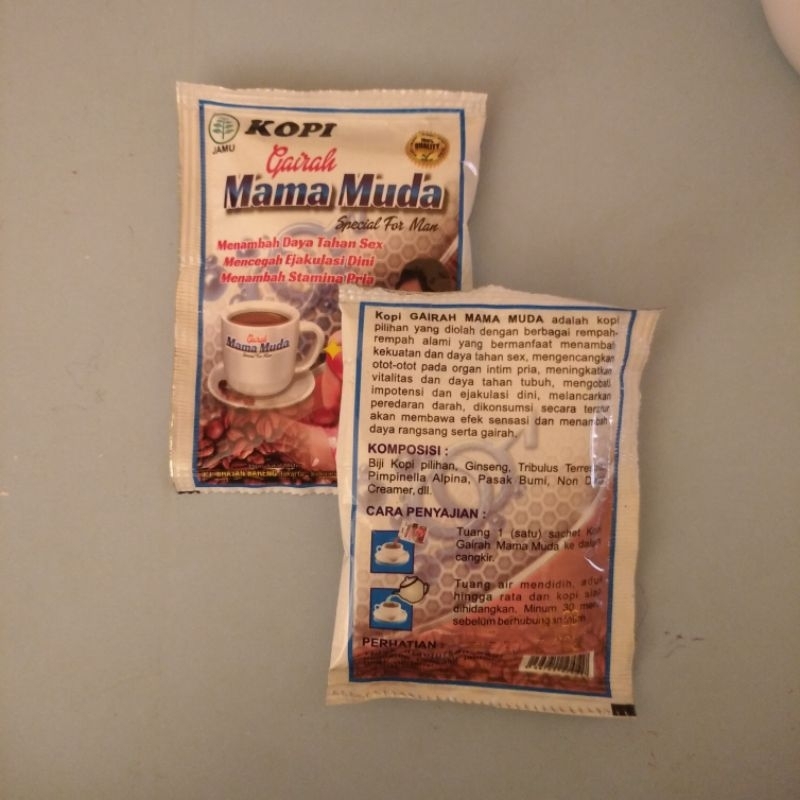 KOPI
JAMU
100%
QUALITY
Gairah
Mama Muda
Special For Man
Menambah Daya Tahan Sex
Mencegah Ejakulasi Dini
Menambah Stamina Pria
Gairah
Mama Muda
Special For Man
Kopi GAIRAH MAMA MUDA adalah kopi
pilihan yang diolah dengan berbagai rempah-
rempah alami yang bermanfaat menambah
kekuatan dan daya tahan sex, mengencangkan
otot-otot pada organ intim pria, meningkatkan
vitalitas dan daya tahan tubuh, mengobati
impotensi dan ejakulasi dini, melancarkan
peredaran darah, dikonsumsi secara teratur
akan membawa efek sensasi dan menambah
daya rangsang serta gairah.
KOMPOSISI :
Biji Kopi pilihan, Ginseng, Tribulus
Pimpinella Alpina, Pasak Bumi, Non
Creamer, dll.
CARA PENYAJIAN :
Tuang 1 (satu) sachet
Gairah Mama Muda ke dalam
cangkir.
Tuang air mendidih, aduk
hingga rata dan kopi siap
dihidangkan. Minum 30
sebelum berhubung
PERHATIAN :